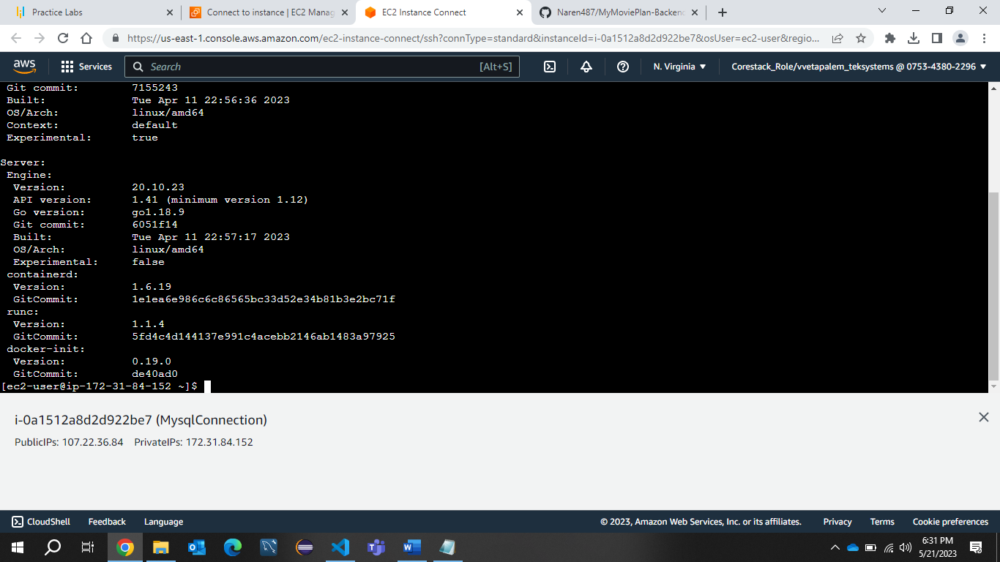 Practice Labs
Connect to instance | EC2 Manag
EC2 Instance Connect
Naren487/MyMoviePlan-Backend
https://us-east-1.console.aws.amazon.com/ec2-instance-connect/ssh?connType=standard&instanceId=i-0a1512a8d2d922be7&osUser=ec2-user&regio...
aws Services Search [Alt+S] N. Virginia Corestack_Role/vvetapalem_teksystems @ 0753-4380-2296
Git commit: 7155243
Built: Tue Apr 11 22:56:36 2023
OS/Arch: linux/amd64
Context: default
Experimental: true
Server:
Engine:
Version: 20.10.23
API version: 1.41 (minimum version 1.12)
Go version: go1.18.9
Git commit: 6051f14
Built: Tue Apr 11 22:57:17 2023
OS/Arch: linux/amd64
Experimental: false
containerd:
Version: 1.6.19
GitCommit: 1e1ea6e986c6c86565bc33d52e34b81b3e2bc71f
runc:
Version: 1.1.4
GitCommit: 5fd4c4d144137e991c4acebb2146ab1483a97925
docker-init:
Version: 0.19.0
GitCommit: de40ad0
[ec2-user@ip-172-31-84-152 ~]$
i-0a1512a8d2d922be7 (MysqlConnection)
PublicIPs: 107.22.36.84 PrivateIPs: 172.31.84.152
CloudShell Feedback Language © 2023, Amazon Web Services, Inc. or its affiliates. Privacy Terms Cookie preferences
6:31 PM
5/21/2023